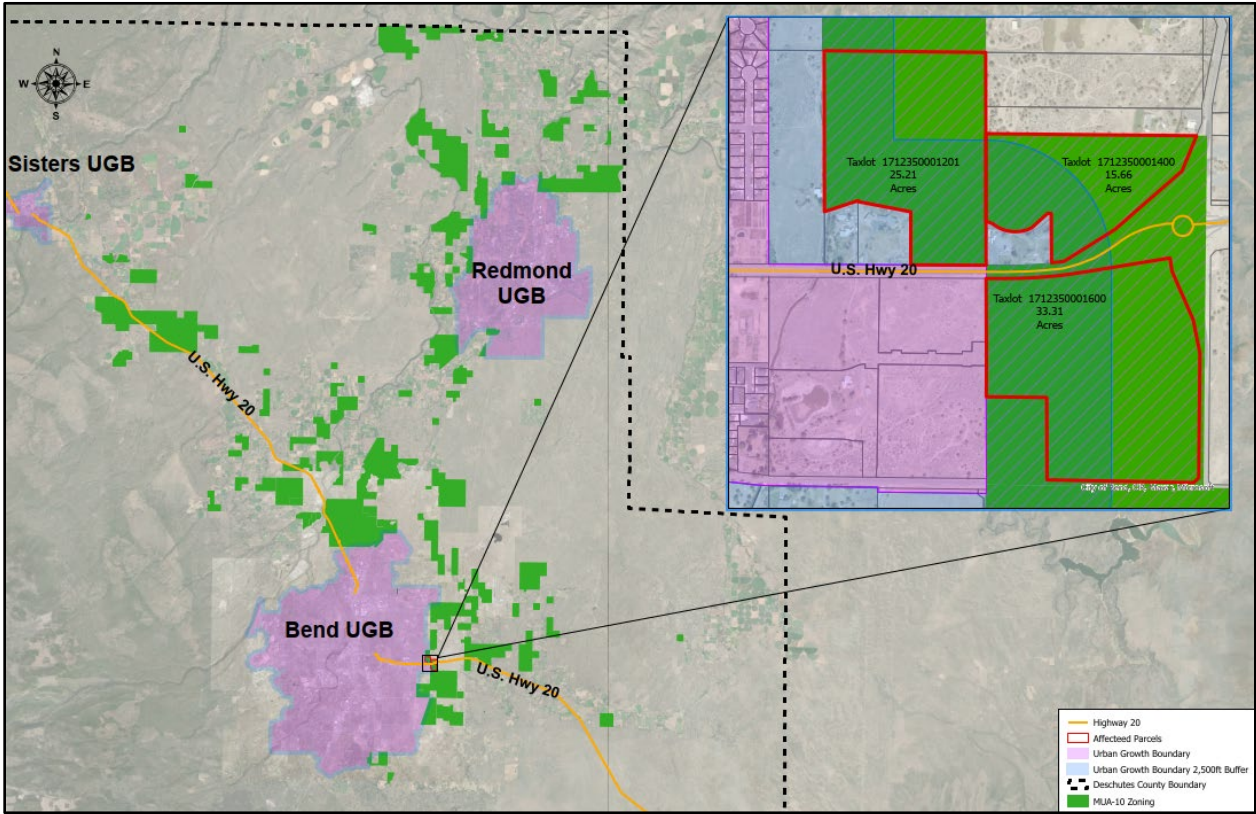 N
W E
S
Sisters UGB
Redmond
UGB
U.S. Hwy 20
Bend UGB
U.S. Hwy 20
Taxlot 1712350001201
25.21
Acres
Taxlot 1712350001400
15.66
Acres
U.S. Hwy 20
Taxlot 1712350001600
33.31
Acres
Highway 20
Affecteed Parcels
Urban Growth Boundary
Urban Growth Boundary 2,500ft Buffer
Deschutes County Boundary
MUA-10 Zoning